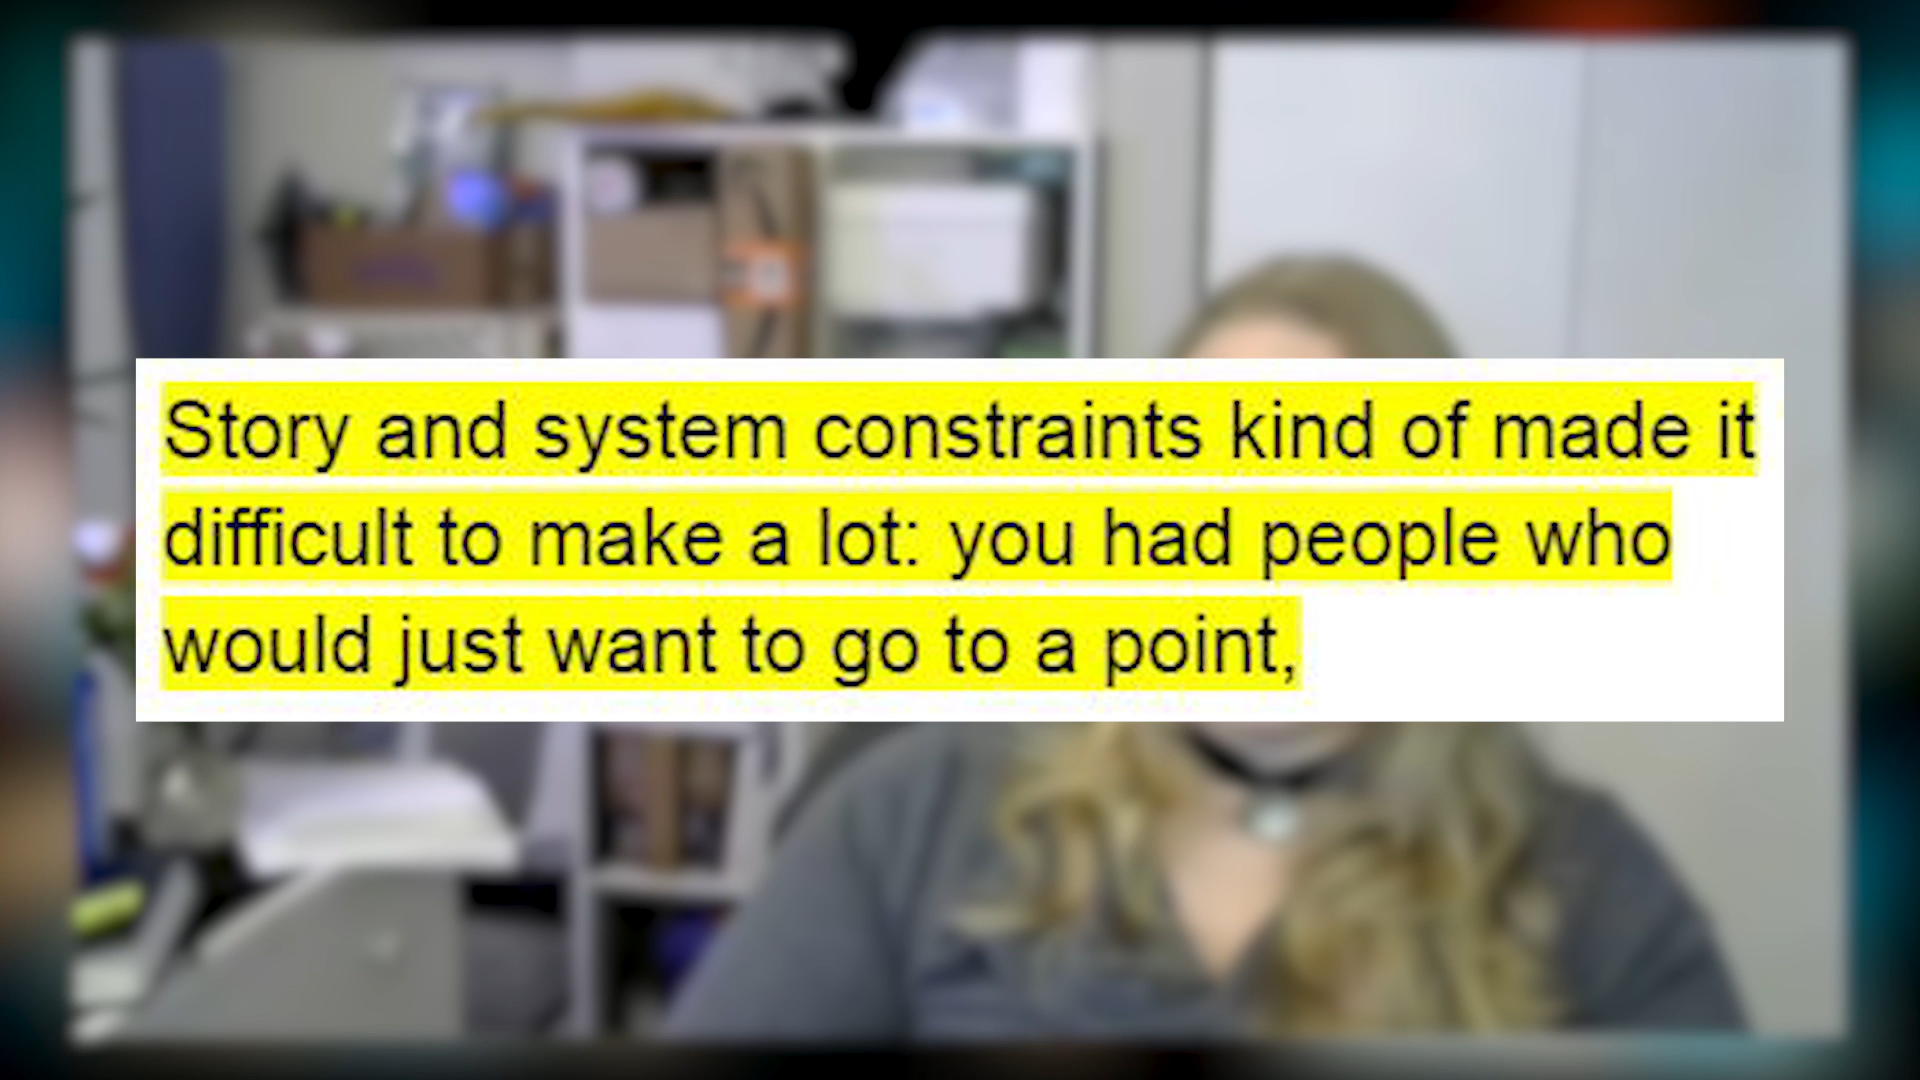 Story and system constraints kind of made it
difficult to make a lot: you had people who
would just want to go to a point,